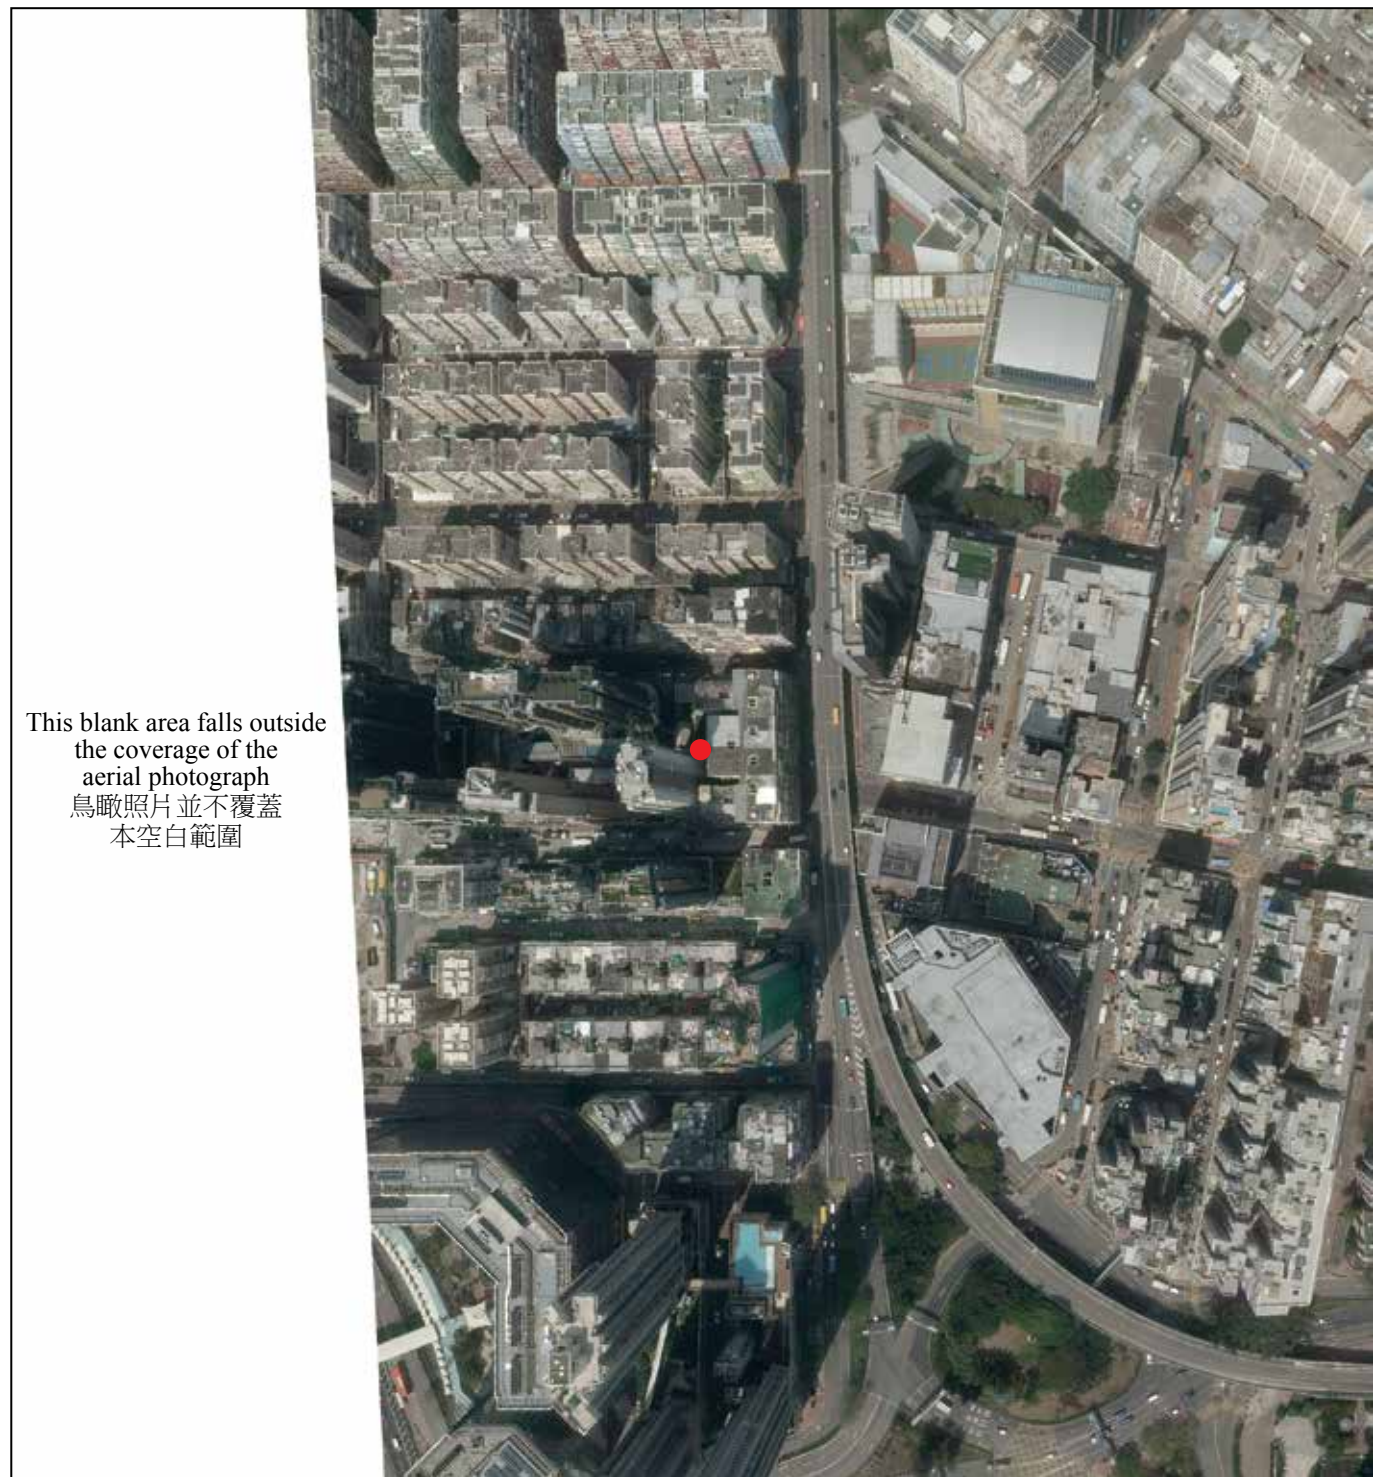 This blank area falls outside
the coverage of the
aerial photograph
鳥瞰照片並不覆蓋
本空白範圍